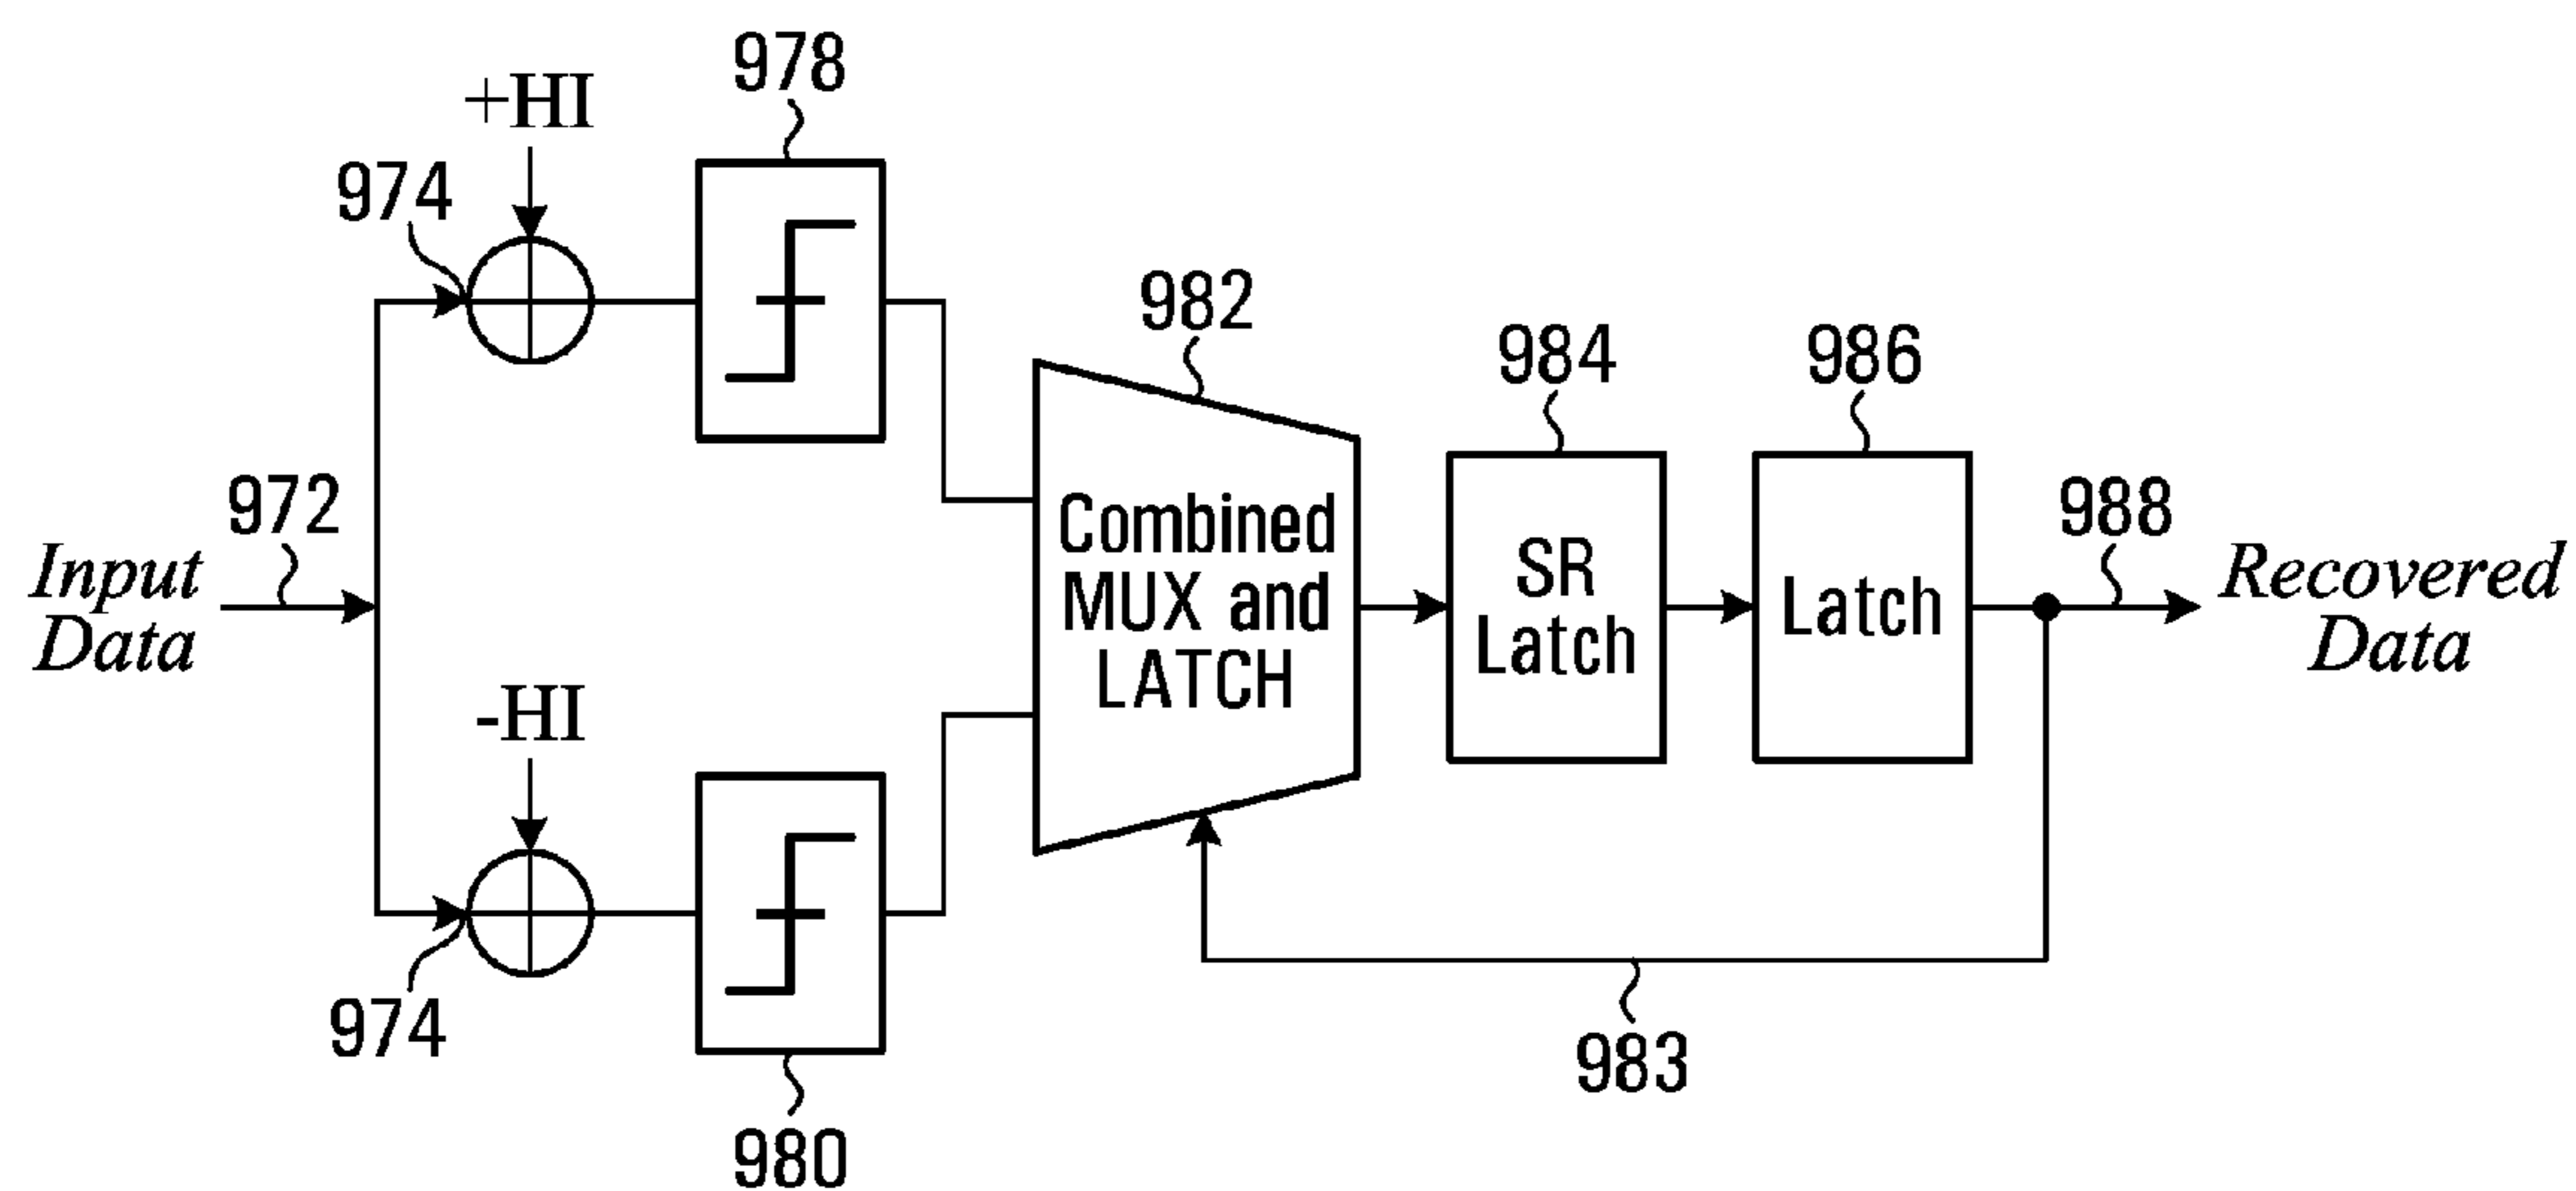 978
+HI
974
982
984
986
972
988
Input
Data
Combined
MUX and
LATCH
SR
Latch
Latch
Recovered
Data
-HI
974
983
980